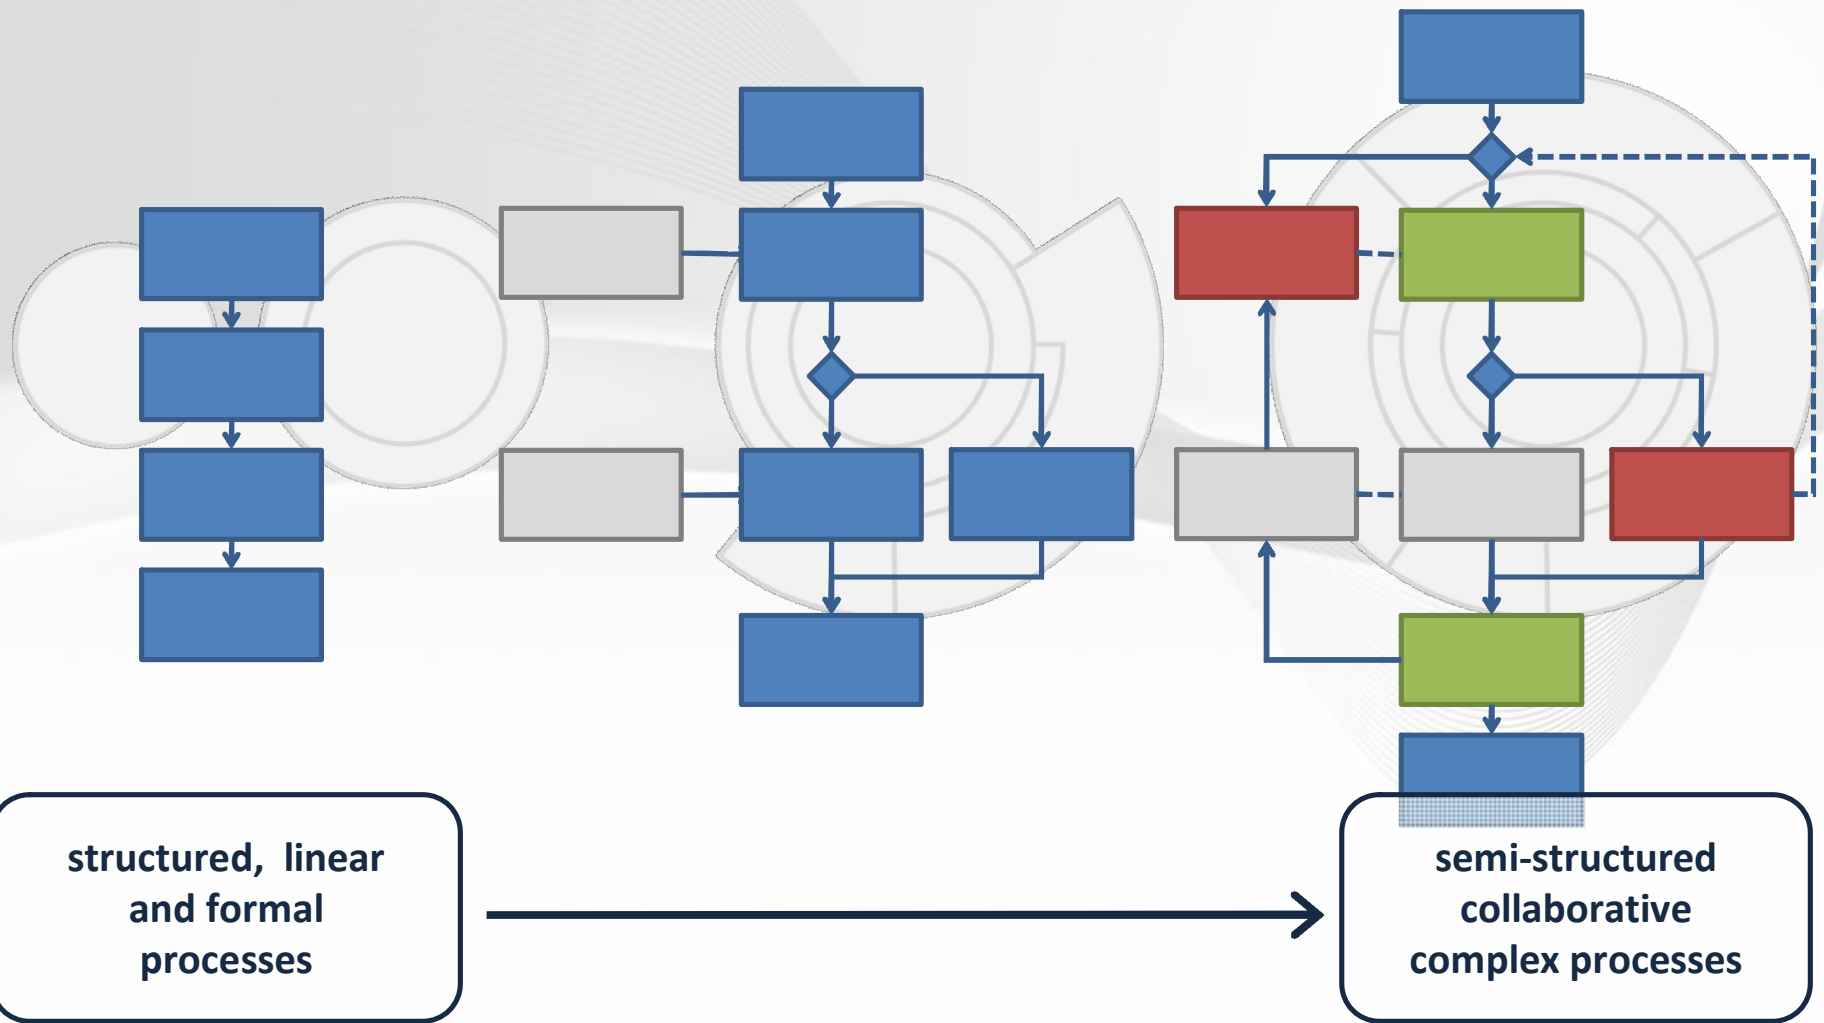 structured, linear
and formal
processes
semi-structured
collaborative
complex processes